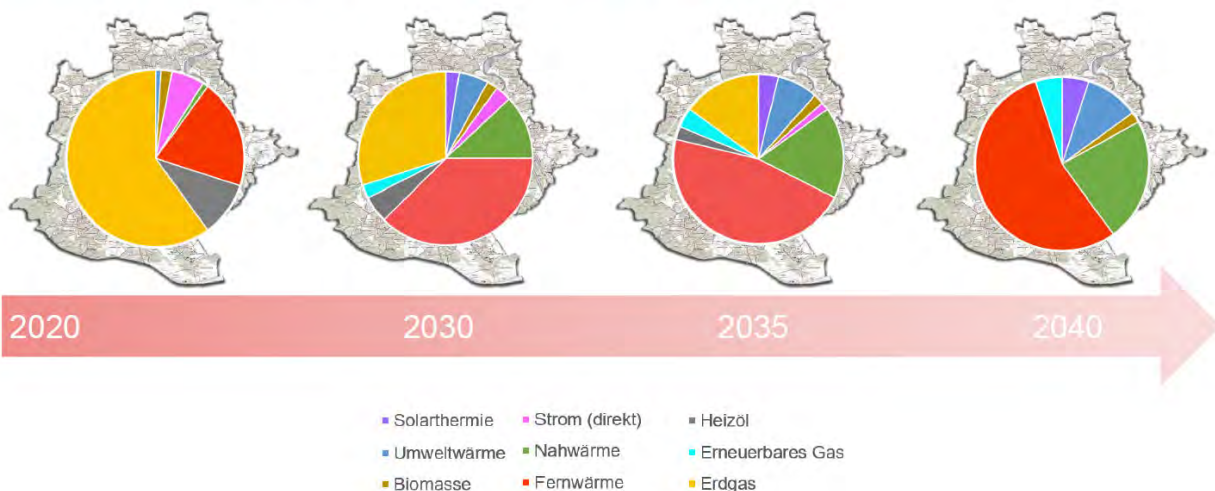 2020 2030 2035 2040
Solarthermie Strom (direkt) Heizöl
Umweltwärme Nahwärme Erneuerbares Gas
Biomasse Fernwärme Erdgas